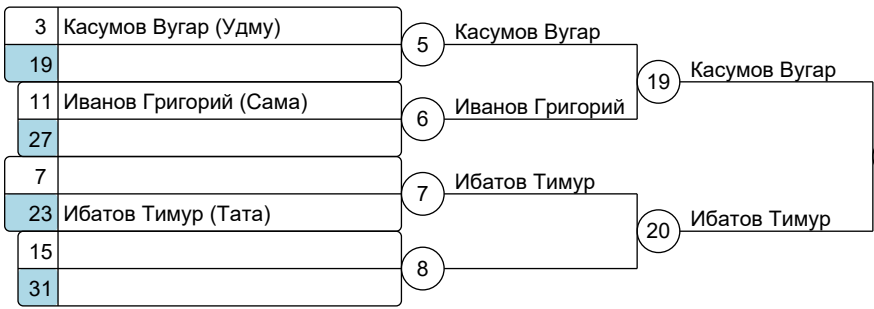 3 Касумов Вугар (Удму)
19
11 Иванов Григорий (Сама)
27
7
23 Ибатов Тимур (Тата)
15
31
5 Касумов Вугар
6 Иванов Григорий
7 Ибатов Тимур
8
19 Касумов Вугар
20 Ибатов Тимур